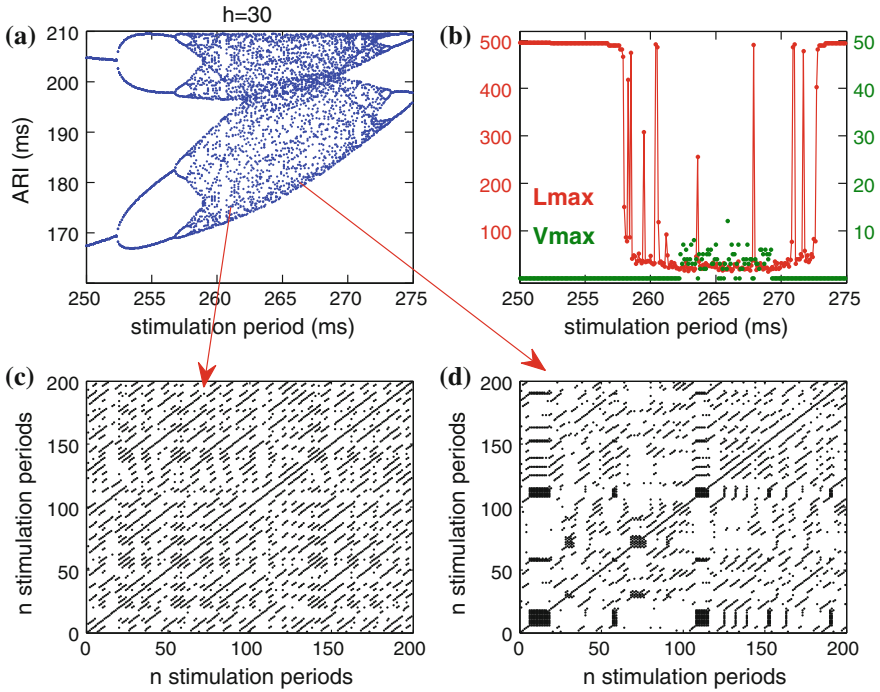 h=30
(a)
210
200
190
180
170
ARI (ms)
250 255 260 265 270 275
stimulation period (ms)
(b)
500
400
300
200
100
50
40
30
20
10
Lmax
Vmax
250 255 260 265 270 275
stimulation period (ms)
(c)
200
150
100
50
0
n stimulation periods
0 50 100 150 200
n stimulation periods
(d)
200
150
100
50
0
n stimulation periods
0 50 100 150 200
n stimulation periods